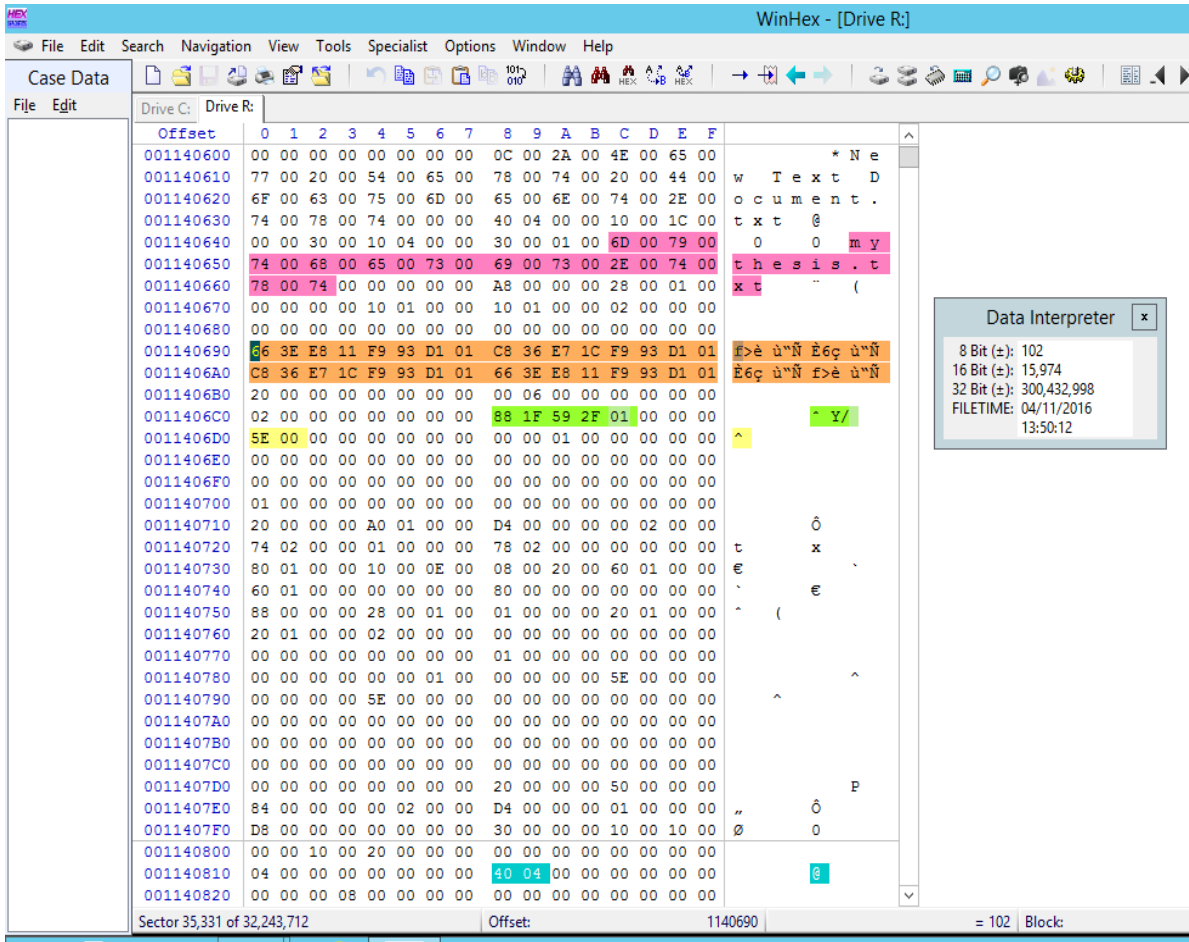 HEX
WinHex - [Drive R:]
File Edit Search Navigation View Tools Specialist Options Window Help
Case Data
File Edit
Drive C: Drive R:
Offset 0 1 2 3 4 5 6 7 8 9 A B C D E F
001140600 00 00 00 00 00 00 00 00 0C 00 2A 00 4E 00 65 00 * N e
001140610 77 00 20 00 54 00 65 00 78 00 74 00 20 00 44 00 w T e x t D
001140620 6F 00 63 00 75 00 6D 00 65 00 6E 00 74 00 2E 00 o c u m e n t .
001140630 74 00 78 00 74 00 00 00 40 04 00 00 10 00 1C 00 t x t @
001140640 00 00 30 00 10 04 00 00 30 00 01 00 6D 00 79 00 0 0 m y
001140650 74 00 68 00 65 00 73 00 69 00 73 00 2E 00 74 00 t h e s i s . t
001140660 78 00 74 00 00 00 00 00 A8 00 00 00 28 00 01 00 x t ¨ (
001140670 00 00 00 00 10 01 00 00 10 01 00 00 02 00 00 00
001140680 00 00 00 00 00 00 00 00 00 00 00 00 00 00 00 00
001140690 66 3E E8 11 F9 93 D1 01 C8 36 E7 1C F9 93 D1 01 f>è ù“Ñ È6ç ù“Ñ
0011406A0 C8 36 E7 1C F9 93 D1 01 66 3E E8 11 F9 93 D1 01 È6ç ù“Ñ f>è ù“Ñ
0011406B0 20 00 00 00 00 00 00 00 00 06 00 00 00 00 00 00
0011406C0 02 00 00 00 00 00 00 00 88 1F 59 2F 01 00 00 00 ˆ Y/
0011406D0 5E 00 00 00 00 00 00 00 00 00 01 00 00 00 00 00 ^
0011406E0 00 00 00 00 00 00 00 00 00 00 00 00 00 00 00 00
0011406F0 00 00 00 00 00 00 00 00 00 00 00 00 00 00 00 00
001140700 01 00 00 00 00 00 00 00 00 00 00 00 00 00 00 00
001140710 20 00 00 00 A0 01 00 00 D4 00 00 00 00 02 00 00 Ô
001140720 74 02 00 00 01 00 00 00 78 02 00 00 00 00 00 00 t x
001140730 80 01 00 00 10 00 0E 00 08 00 20 00 60 01 00 00 € `
001140740 60 01 00 00 00 00 00 00 80 00 00 00 00 00 00 00 ` €
001140750 88 00 00 00 28 00 01 00 01 00 00 00 20 01 00 00 ˆ (
001140760 20 01 00 00 02 00 00 00 00 00 00 00 00 00 00 00
001140770 00 00 00 00 00 00 00 00 01 00 00 00 00 00 00 00
001140780 00 00 00 00 00 00 01 00 00 00 00 00 5E 00 00 00 ^
001140790 00 00 00 00 5E 00 00 00 00 00 00 00 00 00 00 00 ^
0011407A0 00 00 00 00 00 00 00 00 00 00 00 00 00 00 00 00
0011407B0 00 00 00 00 00 00 00 00 00 00 00 00 00 00 00 00
0011407C0 00 00 00 00 00 00 00 00 00 00 00 00 00 00 00 00
0011407D0 00 00 00 00 00 00 00 00 20 00 00 00 50 00 00 00 P
0011407E0 84 00 00 00 00 02 00 00 D4 00 00 00 01 00 00 00 „ Ô
0011407F0 D8 00 00 00 00 00 00 00 30 00 00 00 10 00 10 00 Ø 0
001140800 00 00 10 00 20 00 00 00 00 00 00 00 00 00 00 00
001140810 04 00 00 00 00 00 00 00 40 04 00 00 00 00 00 00 @
001140820 00 00 00 08 00 00 00 00 00 00 00 00 00 00 00 00
Data Interpreter x
8 Bit (±): 102
16 Bit (±): 15,974
32 Bit (±): 300,432,998
FILETIME: 04/11/2016
13:50:12
Sector 35,331 of 32,243,712 Offset: 1140690 = 102 Block: